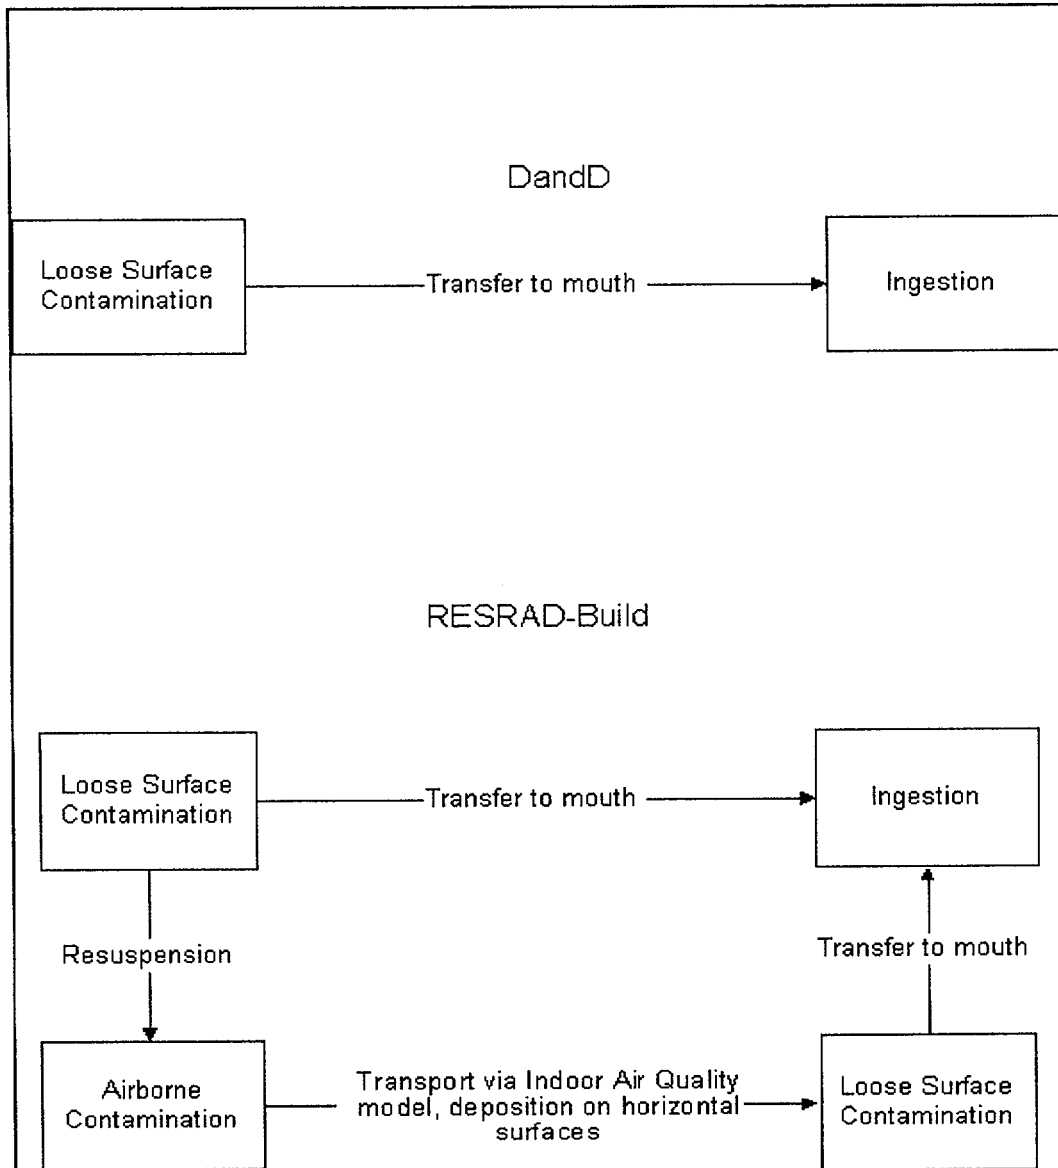 DandD
Loose Surface
Contamination
Transfer to mouth
Ingestion
RESRAD-Build
Loose Surface
Contamination
Transfer to mouth
Ingestion
Resuspension
Transfer to mouth
Airborne
Contamination
Transport via Indoor Air Quality
model, deposition on horizontal
surfaces
Loose Surface
Contamination